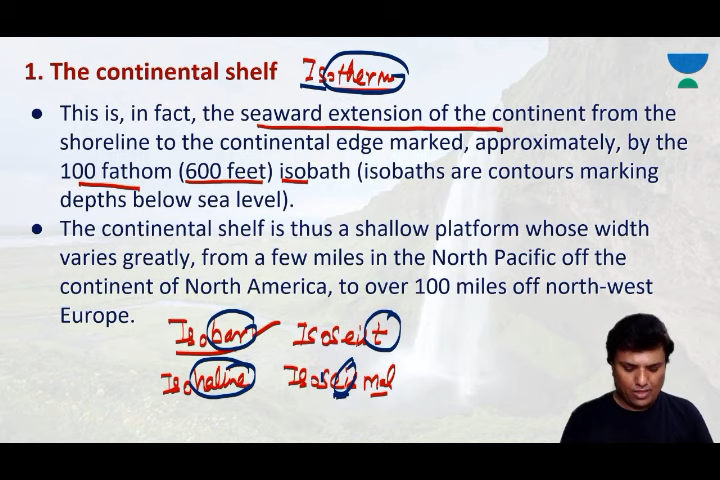 1. The continental shelf Isotherm
● This is, in fact, the seaward extension of the continent from the
shoreline to the continental edge marked, approximately, by the
100 fathom (600 feet) isobath (isobaths are contours marking
depths below sea level).
● The continental shelf is thus a shallow platform whose width
varies greatly, from a few miles in the North Pacific off the
continent of North America, to over 100 miles off north-west
Europe.
Isobar
Isohaline Isoseismal